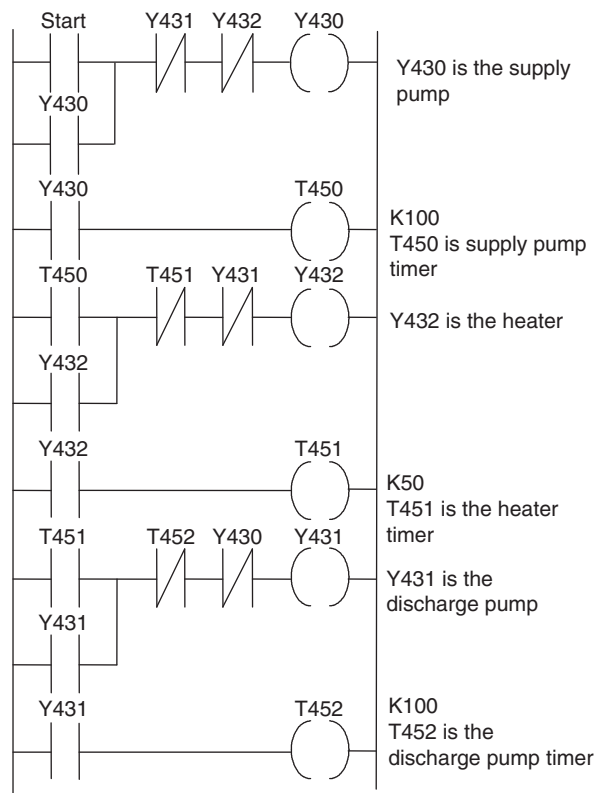 Start Y431 Y432 Y430
Y430 is the supply
pump
Y430
Y430 T450
K100
T450 is supply pump
timer
T450 T451 Y431 Y432
Y432 is the heater
Y432
Y432 T451
K50
T451 is the heater
timer
T451 T452 Y430 Y431
Y431 is the
discharge pump
Y431
Y431 T452
K100
T452 is the
discharge pump timer